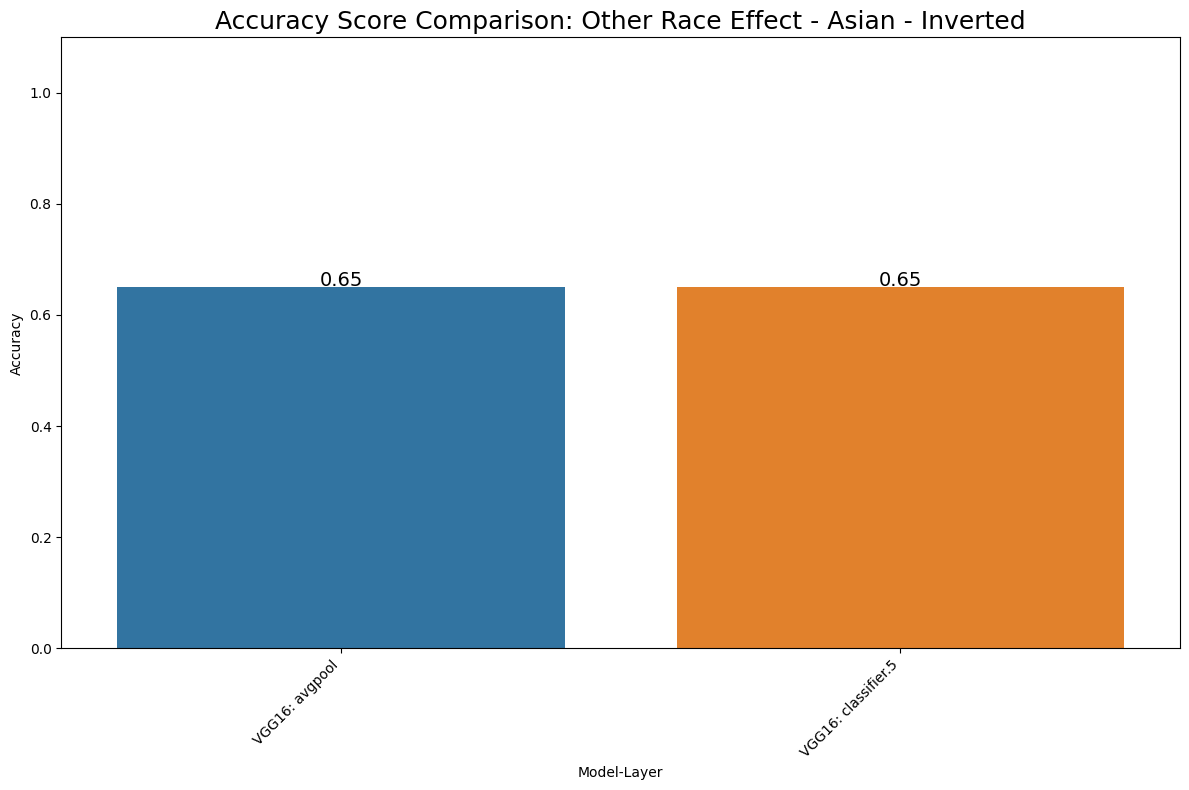 Accuracy Score Comparison: Other Race Effect - Asian - Inverted
1.0
0.8
0.6
0.4
0.2
0.0
Accuracy
0.65
0.65
VGG16: avgpool
VGG16: classifier.5
Model-Layer